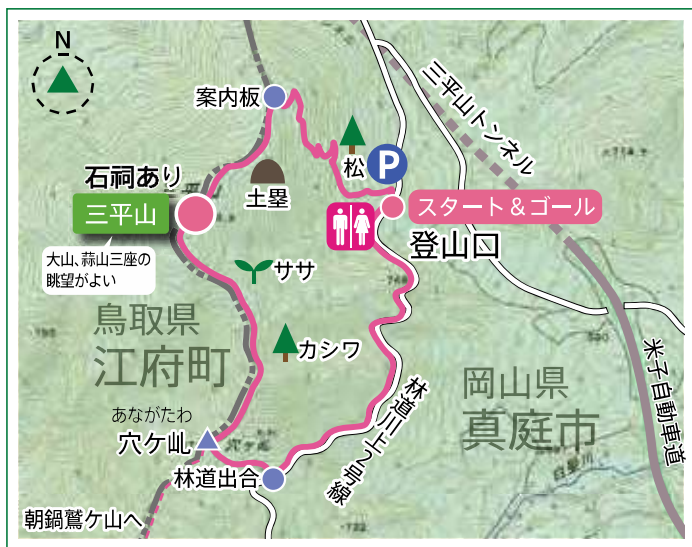 N
案内板
三平山トンネル
松
P
石祠あり
土塁
三平山
スタート＆ゴール
登山口
大山、蒜山三座の
眺望がよい
ササ
鳥取県
江府町
カシワ
岡山県
真庭市
米子自動車道
林道川上2号線
あながたわ
穴ケ乢
林道出合
朝鍋鷲ケ山へ